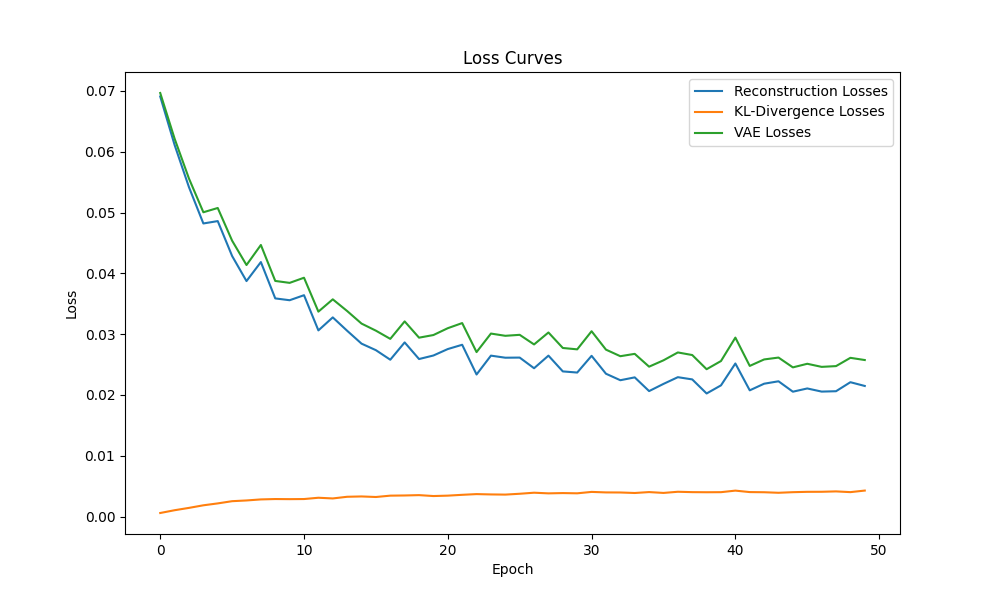 Loss Curves
Reconstruction Losses
KL-Divergence Losses
VAE Losses
Loss
0.07
0.06
0.05
0.04
0.03
0.02
0.01
0.00
0 10 20 30 40 50
Epoch